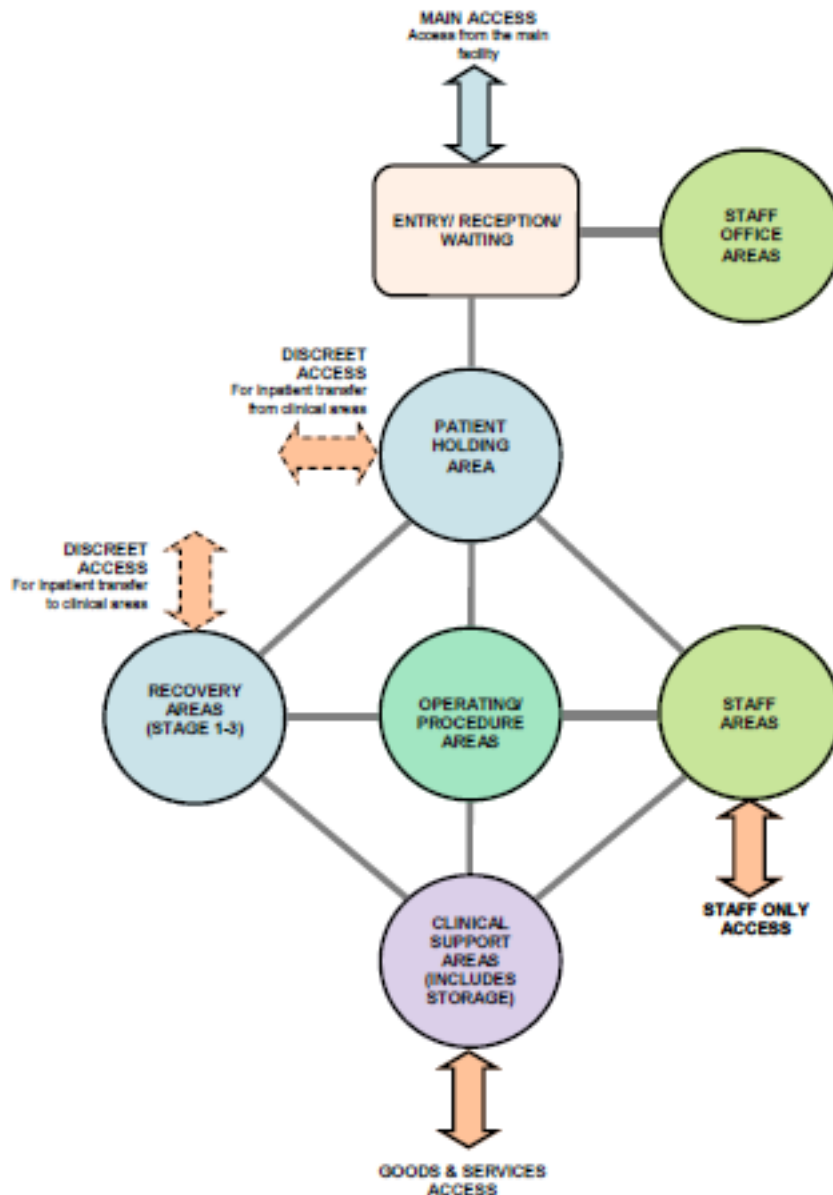 MAIN ACCESS
Access from the main
facility
ENTRY/ RECEPTION/
WAITING
STAFF
OFFICE
AREAS
DISCREET
ACCESS
For Inpatient transfer
from clinical areas
PATIENT
HOLDING
AREA
DISCREET
ACCESS
For Inpatient transfer
to clinical areas
RECOVERY
AREAS
(STAGE 1-3)
OPERATING/
PROCEDURE
AREAS
STAFF
AREAS
STAFF ONLY
ACCESS
CLINICAL
SUPPORT
AREAS
(INCLUDES
STORAGE)
GOODS & SERVICES
ACCESS